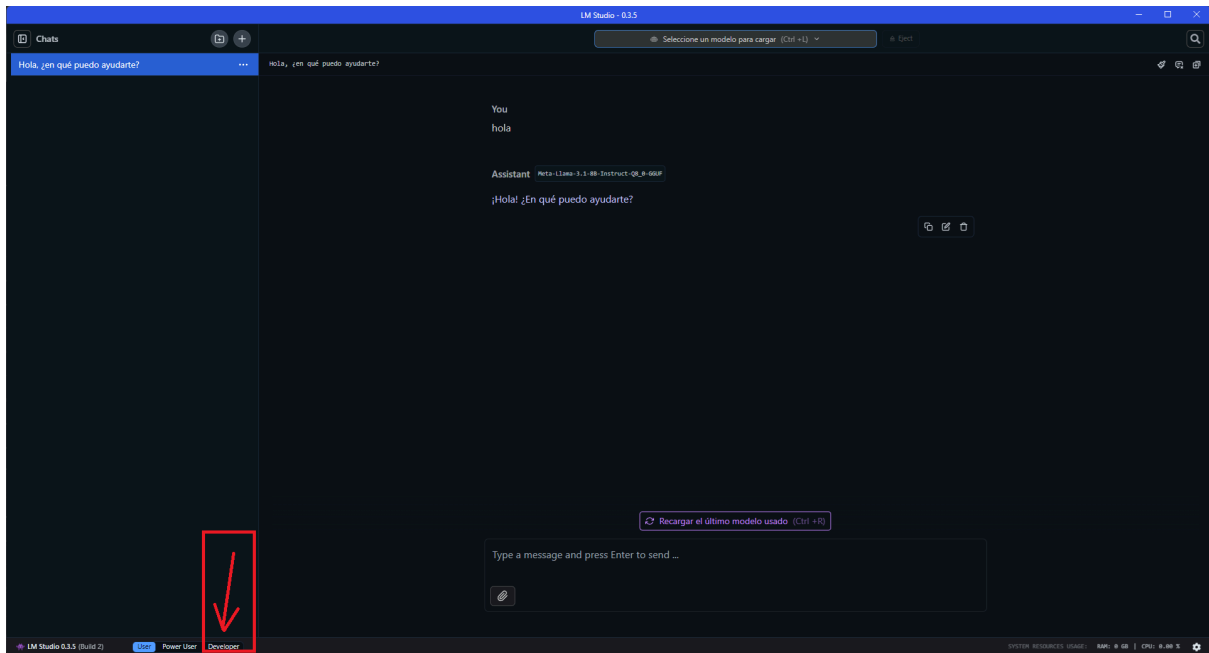 LM Studio - 0.3.5
Chats
Seleccione un modelo para cargar (Ctrl +L)
Eject
Hola, ¿en qué puedo ayudarte?
Hola, ¿en qué puedo ayudarte?
You
hola
Assistant Meta-Llama-3.1-8B-Instruct-Q8_0-GGUF
¡Hola! ¿En qué puedo ayudarte?
Recargar el último modelo usado (Ctrl +R)
Type a message and press Enter to send ...
LM Studio 0.3.5 (Build 2) User Power User Developer
SYSTEM RESOURCES USAGE: RAM: 0 GB | CPU: 0.00 %